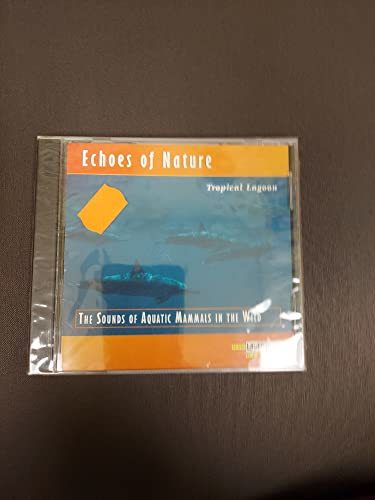 Echoes of Nature
Tropical Lagoon
The Sounds of Aquatic Mammals in the Wild